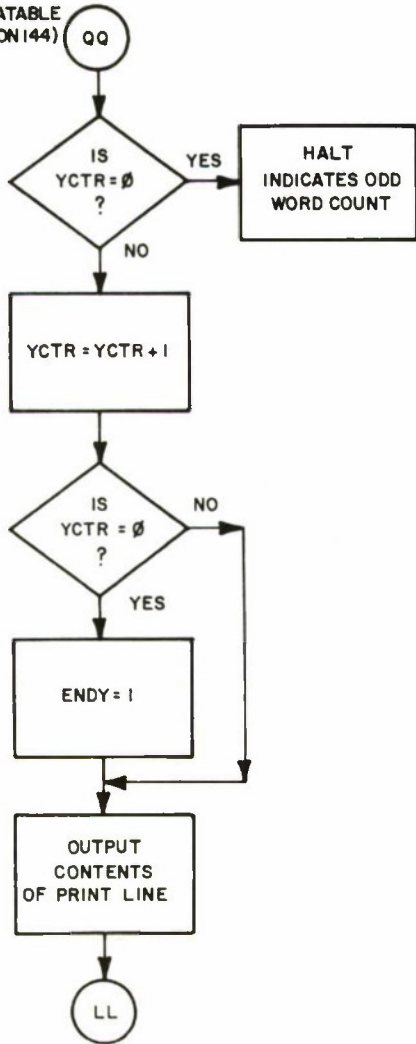 ATABLE
ON 144)
QQ
IS
YCTR = Ø
?
YES
HALT
INDICATES ODD
WORD COUNT
NO
YCTR = YCTR + 1
IS
YCTR = Ø
?
NO
YES
ENDY = 1
OUTPUT
CONTENTS
OF PRINT LINE
LL